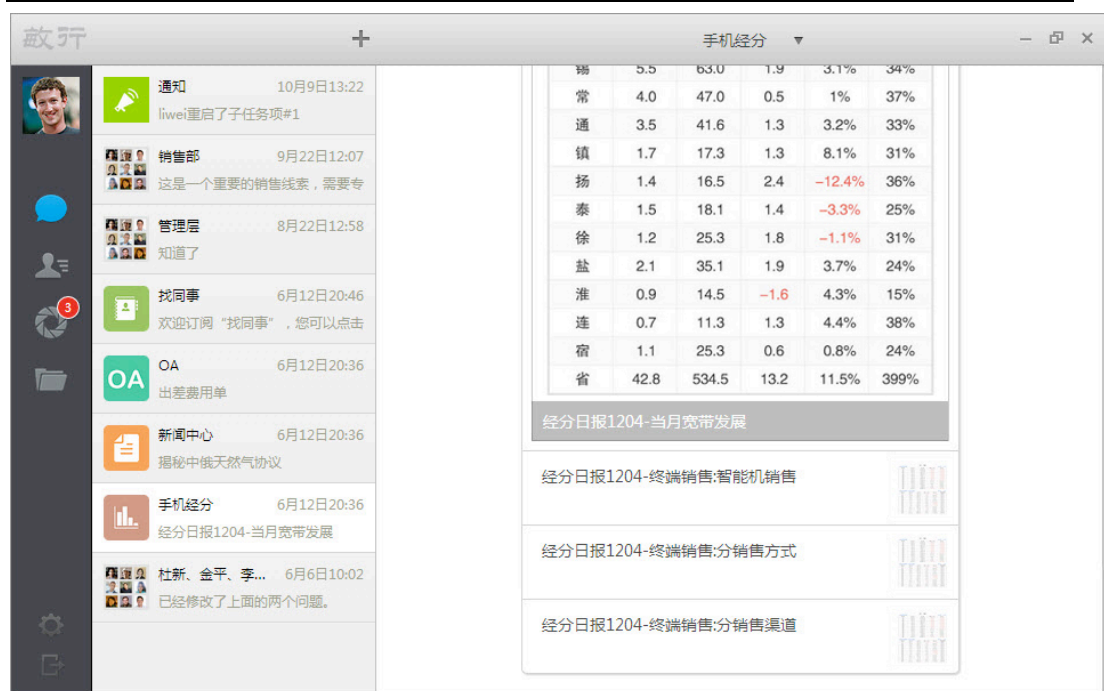 敏行
+
手机经分 ▼
3
通知 10月9日13:22
liwei重启了子任务项#1
销售部 9月22日12:07
这是一个重要的销售线索，需要专
管理层 8月22日12:58
知道了
找同事 6月12日20:46
欢迎订阅“找同事”，您可以点击
OA
OA 6月12日20:36
出差费用单
新闻中心 6月12日20:36
揭秘中俄天然气协议
手机经分 6月12日20:36
经分日报1204-当月宽带发展
杜新、金平、李... 6月6日10:02
已经修改了上面的两个问题。
锡 5.5 63.0 1.9 3.1% 34%
常 4.0 47.0 0.5 1% 37%
通 3.5 41.6 1.3 3.2% 33%
镇 1.7 17.3 1.3 8.1% 31%
扬 1.4 16.5 2.4 -12.4% 36%
泰 1.5 18.1 1.4 -3.3% 25%
徐 1.2 25.3 1.8 -1.1% 31%
盐 2.1 35.1 1.9 3.7% 24%
淮 0.9 14.5 -1.6 4.3% 15%
连 0.7 11.3 1.3 4.4% 38%
宿 1.1 25.3 0.6 0.8% 24%
省 42.8 534.5 13.2 11.5% 399%
经分日报1204-当月宽带发展
经分日报1204-终端销售:智能机销售
经分日报1204-终端销售:分销售方式
经分日报1204-终端销售:分销售渠道